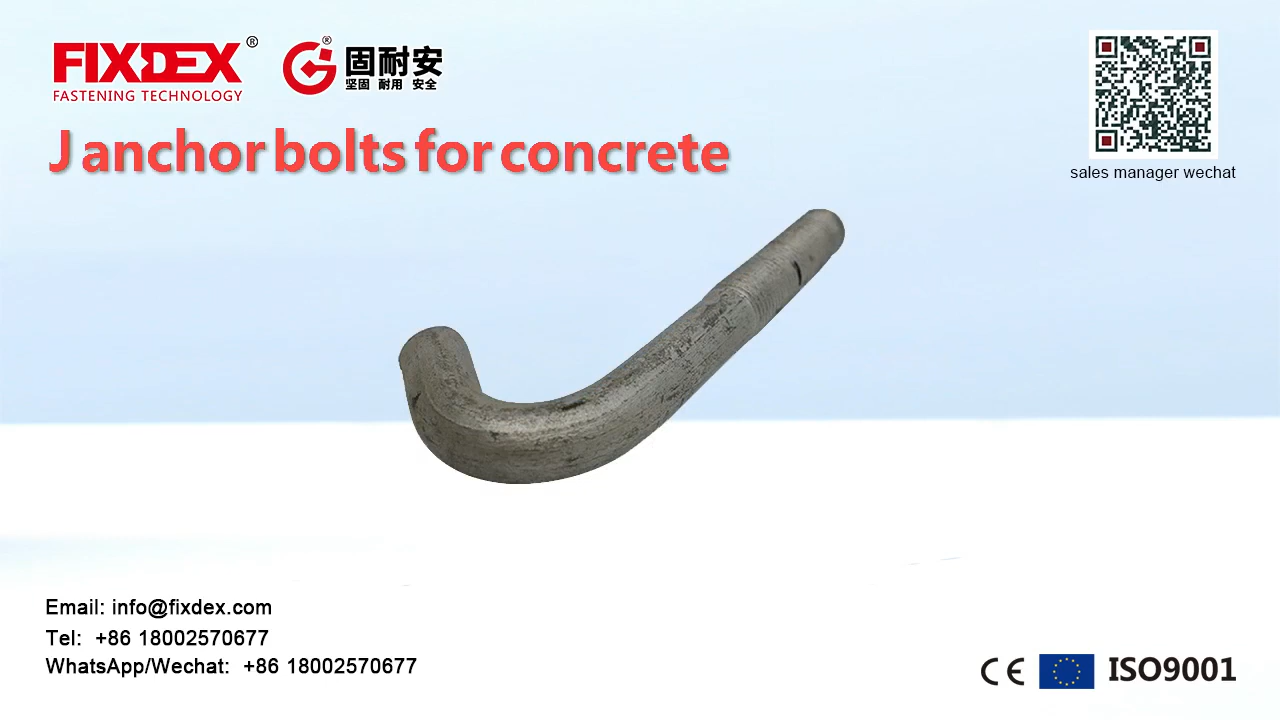 FIXDEX®
FASTENING TECHNOLOGY
® 固耐安
坚固 耐用 安全
J anchor bolts for concrete
sales manager wechat
Email: info@fixdex.com
Tel: +86 18002570677
WhatsApp/Wechat: +86 18002570677
CE ISO9001